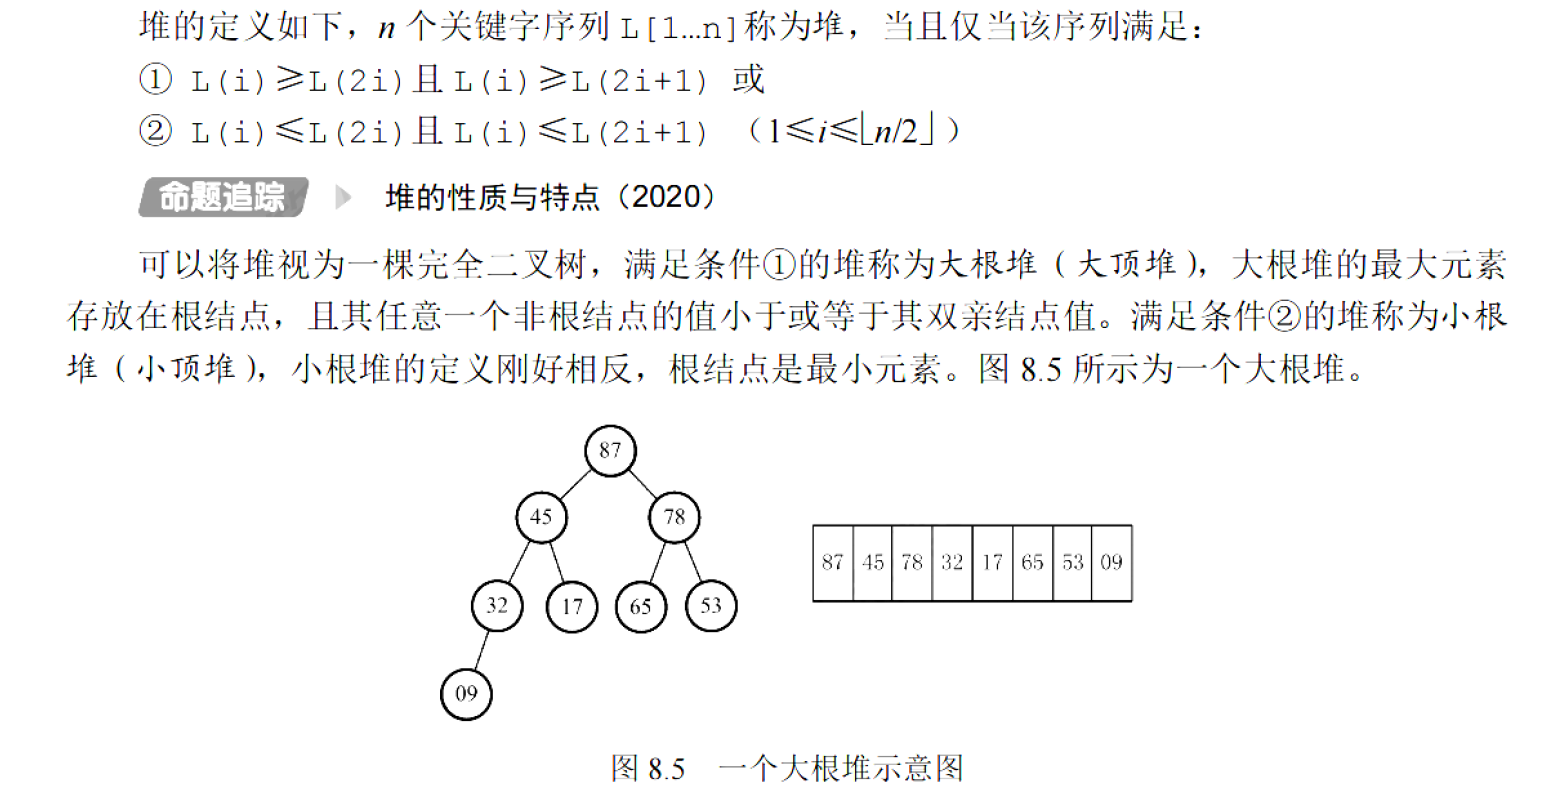 堆的定义如下，n 个关键字序列 L[1…n]称为堆，当且仅当该序列满足：
① L(i)≥L(2i)且 L(i)≥L(2i+1) 或
② L(i)≤L(2i)且 L(i)≤L(2i+1) （1≤i≤⌊n/2⌋）
命题追踪 堆的性质与特点（2020）
可以将堆视为一棵完全二叉树，满足条件①的堆称为大根堆（大顶堆），大根堆的最大元素
存放在根结点，且其任意一个非根结点的值小于或等于其双亲结点值。满足条件②的堆称为小根
堆（小顶堆），小根堆的定义刚好相反，根结点是最小元素。图 8.5 所示为一个大根堆。
87
45 78
32 17 65 53
09
87 45 78 32 17 65 53 09
图 8.5 一个大根堆示意图